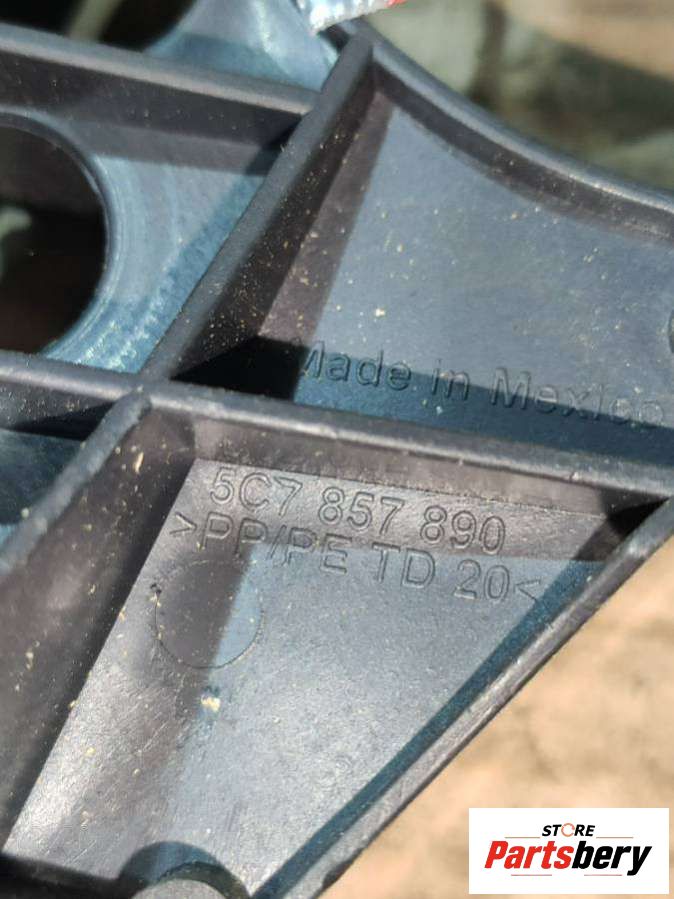 Made in Mexico
5C7 857 890
>PP/PE TD 20<
STORE
Partsbery